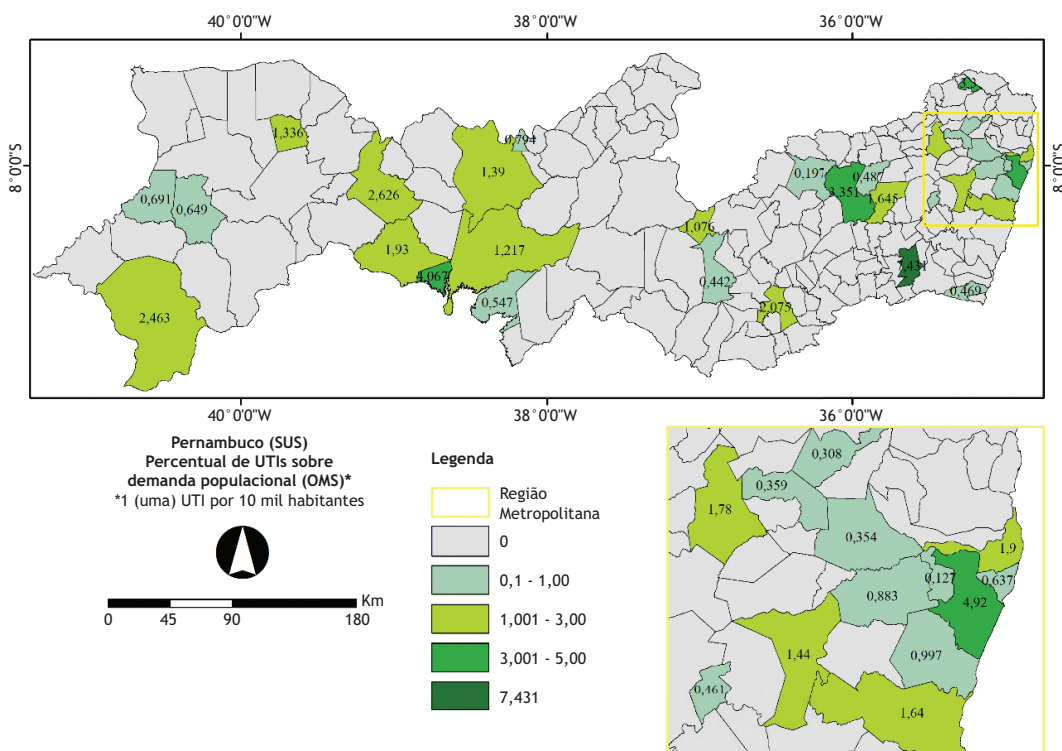 40°0'0"W
38°0'0"W
36°0'0"W
8°0'0"S
8°0'0"S
1,336
0,794
1,39
2,626
0,691
0,649
1,93
1,217
4,067
0,547
2,463
0,197
0,487
3,351
1,645
1,076
0,442
2,075
0,469
40°0'0"W
38°0'0"W
36°0'0"W
Pernambuco (SUS)
Percentual de UTIs sobre
demanda populacional (OMS)*
*1 (uma) UTI por 10 mil habitantes
Km
0 45 90 180
Legenda
Região
Metropolitana
0
0,1 - 1,00
1,001 - 3,00
3,001 - 5,00
7,431
0,308
0,359
1,78
0,354
1,9
0,127
0,637
0,883
4,92
1,44
0,997
0,461
1,64